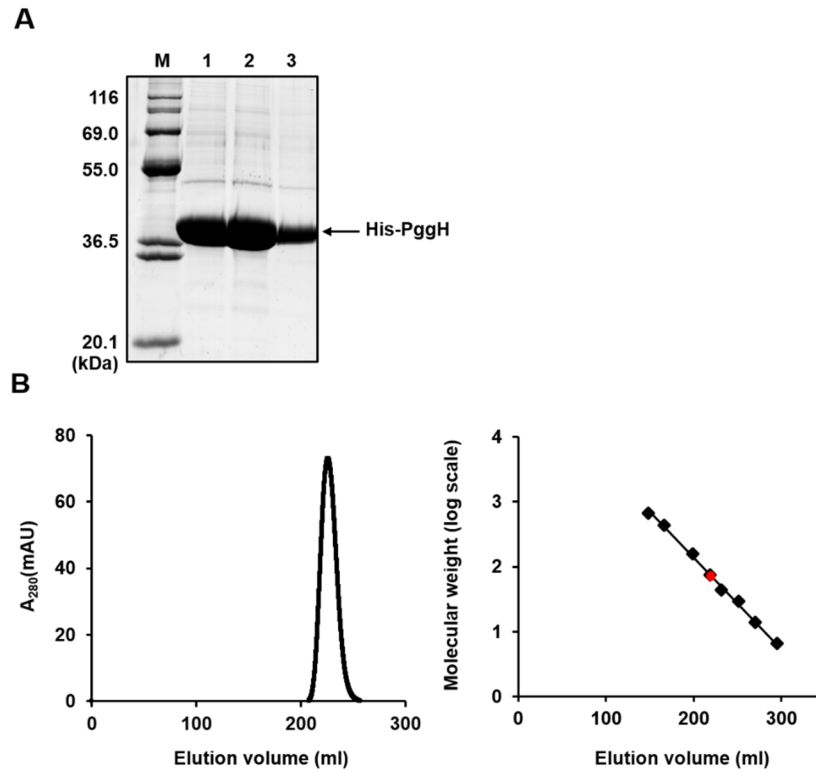 A
M 1 2 3
116
69.0
55.0
36.5
20.1
(kDa)
His-PggH
B
80
60
40
20
0
A280(mAU)
0 100 200 300
Elution volume (ml)
4
3
2
1
0
Molecular weight (log scale)
0 100 200 300
Elution volume (ml)